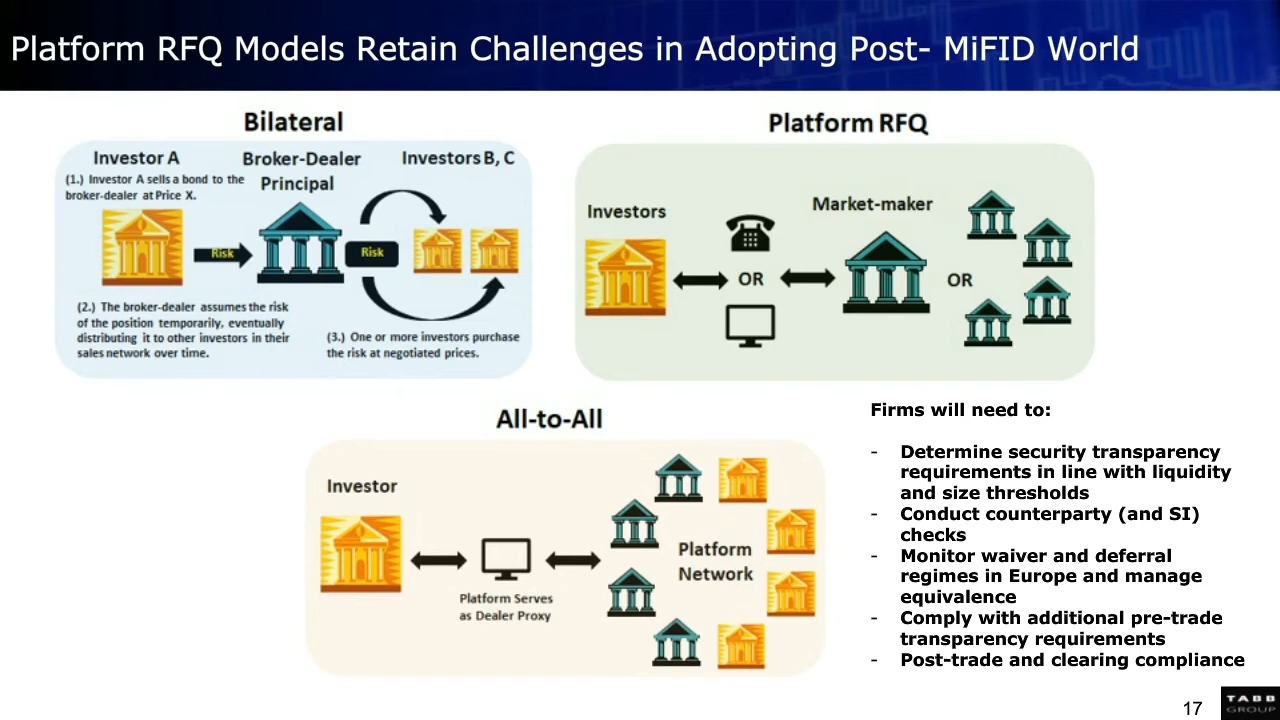 Platform RFQ Models Retain Challenges in Adopting Post- MiFID World
Bilateral
Investor A
Broker-Dealer
Principal
Investors B, C
(1.) Investor A sells a bond to the
broker-dealer at Price X.
Risk
Risk
(2.) The broker-dealer assumes the risk
of the position temporarily, eventually
distributing it to other investors in their
sales network over time.
(3.) One or more investors purchase
the risk at negotiated prices.
Platform RFQ
Investors
OR
Market-maker
OR
All-to-All
Investor
Platform Serves
as Dealer Proxy
Platform
Network
Firms will need to:
- Determine security transparency
requirements in line with liquidity
and size thresholds
- Conduct counterparty (and SI)
checks
- Monitor waiver and deferral
regimes in Europe and manage
equivalence
- Comply with additional pre-trade
transparency requirements
- Post-trade and clearing compliance
17
TABB
GROUP